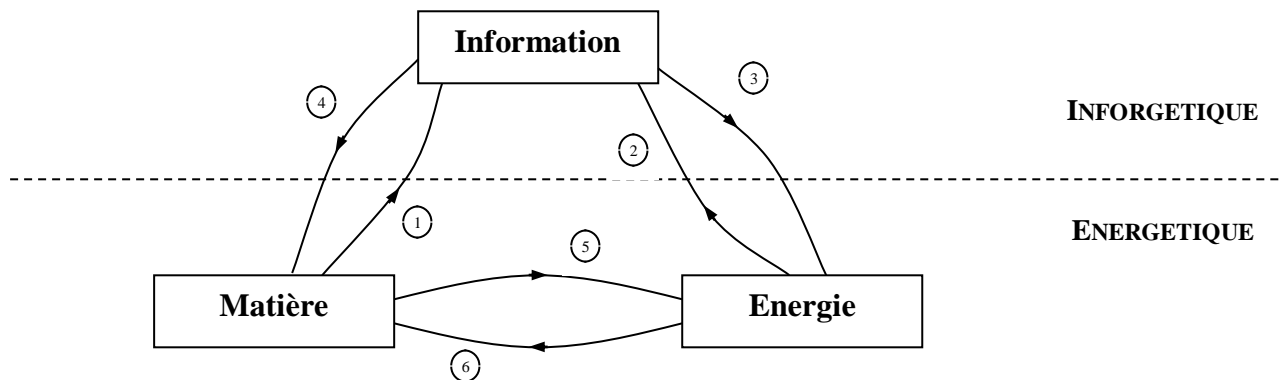 Information
4
3
INFORGETIQUE
2
1
ENERGETIQUE
5
Matière
Energie
6